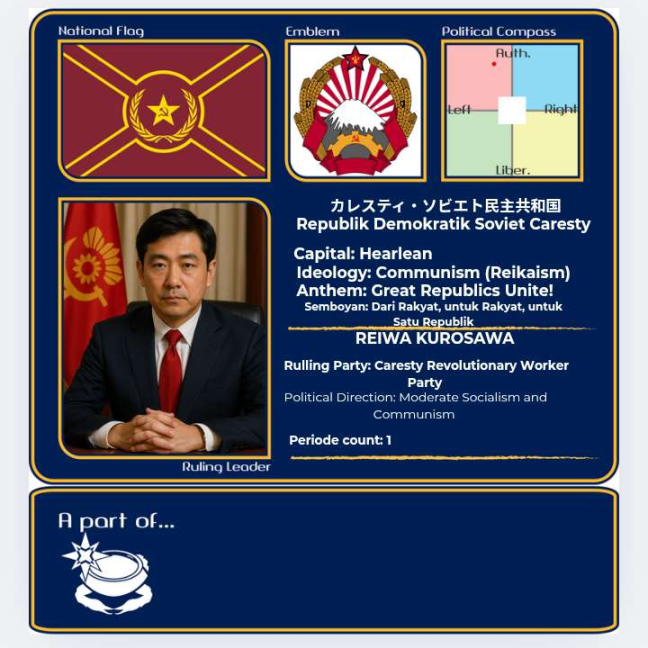 National Flag
Emblem
Political Compass
Auth.
Left
Right
Liber.
カレスティ・ソビエト民主共和国
Republik Demokratik Soviet Caresty
Capital: Hearlean
Ideology: Communism (Reikaism)
Anthem: Great Republics Unite!
Semboyan: Dari Rakyat, untuk Rakyat, untuk
Satu Republik
REIWA KUROSAWA
Rulling Party: Caresty Revolutionary Worker
Party
Political Direction: Moderate Socialism and
Communism
Periode count: 1
Ruling Leader
A part of...